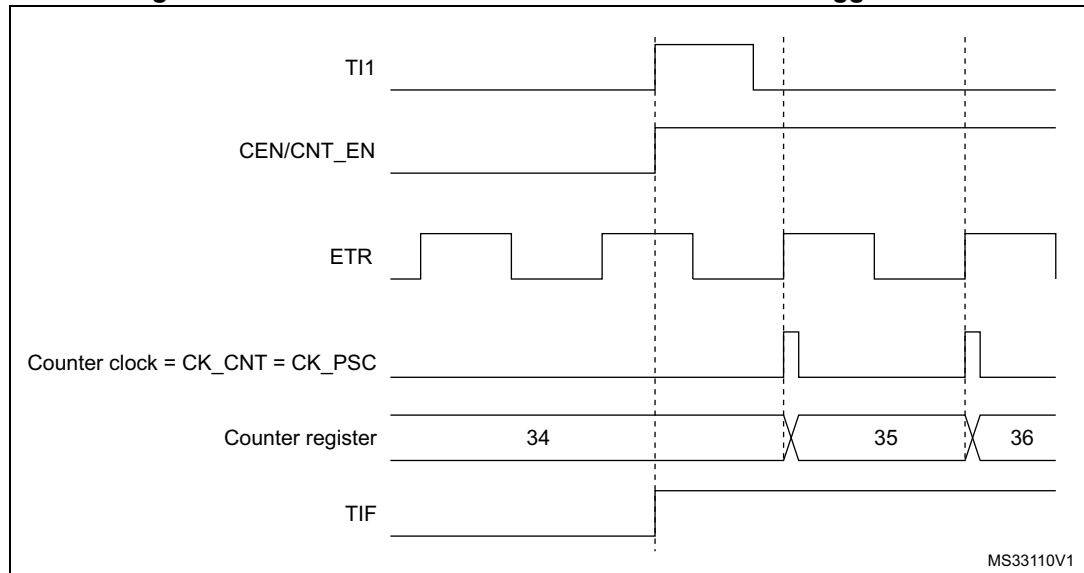 TI1
CEN/CNT_EN
ETR
Counter clock = CK_CNT = CK_PSC
Counter register 34 35 36
TIF
MS33110V1